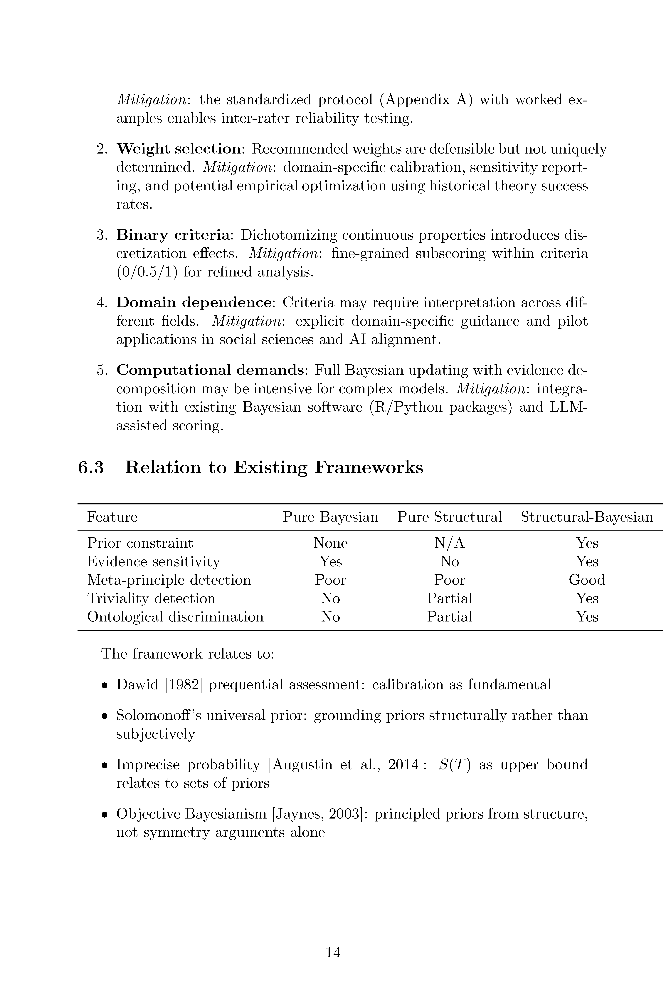 Mitigation: the standardized protocol (Appendix A) with worked ex-
amples enables inter-rater reliability testing.
2. Weight selection: Recommended weights are defensible but not uniquely
determined. Mitigation: domain-specific calibration, sensitivity report-
ing, and potential empirical optimization using historical theory success
rates.
3. Binary criteria: Dichotomizing continuous properties introduces dis-
cretization effects. Mitigation: fine-grained subscoring within criteria
(0/0.5/1) for refined analysis.
4. Domain dependence: Criteria may require interpretation across dif-
ferent fields. Mitigation: explicit domain-specific guidance and pilot
applications in social sciences and AI alignment.
5. Computational demands: Full Bayesian updating with evidence de-
composition may be intensive for complex models. Mitigation: integra-
tion with existing Bayesian software (R/Python packages) and LLM-
assisted scoring.
6.3 Relation to Existing Frameworks
Feature Pure Bayesian Pure Structural Structural-Bayesian
Prior constraint None N/A Yes
Evidence sensitivity Yes No Yes
Meta-principle detection Poor Poor Good
Triviality detection No Partial Yes
Ontological discrimination No Partial Yes
The framework relates to:
• Dawid [1982] prequential assessment: calibration as fundamental
• Solomonoff's universal prior: grounding priors structurally rather than
subjectively
• Imprecise probability [Augustin et al., 2014]: S(T) as upper bound
relates to sets of priors
• Objective Bayesianism [Jaynes, 2003]: principled priors from structure,
not symmetry arguments alone
14